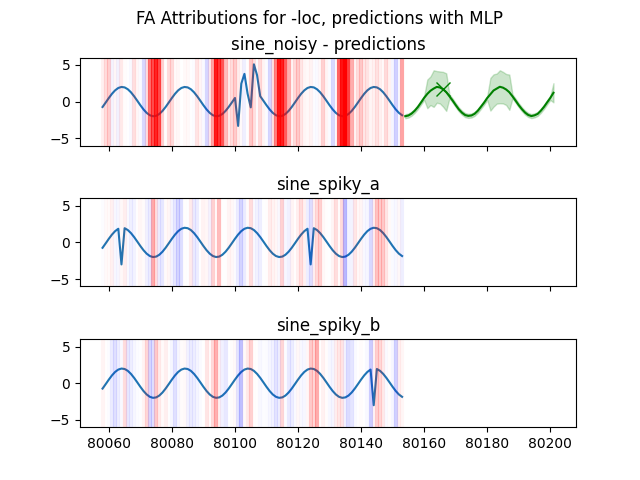 FA Attributions for -loc, predictions with MLP
sine_noisy - predictions
5
0
−5
sine_spiky_a
5
0
−5
sine_spiky_b
5
0
−5
80060 80080 80100 80120 80140 80160 80180 80200